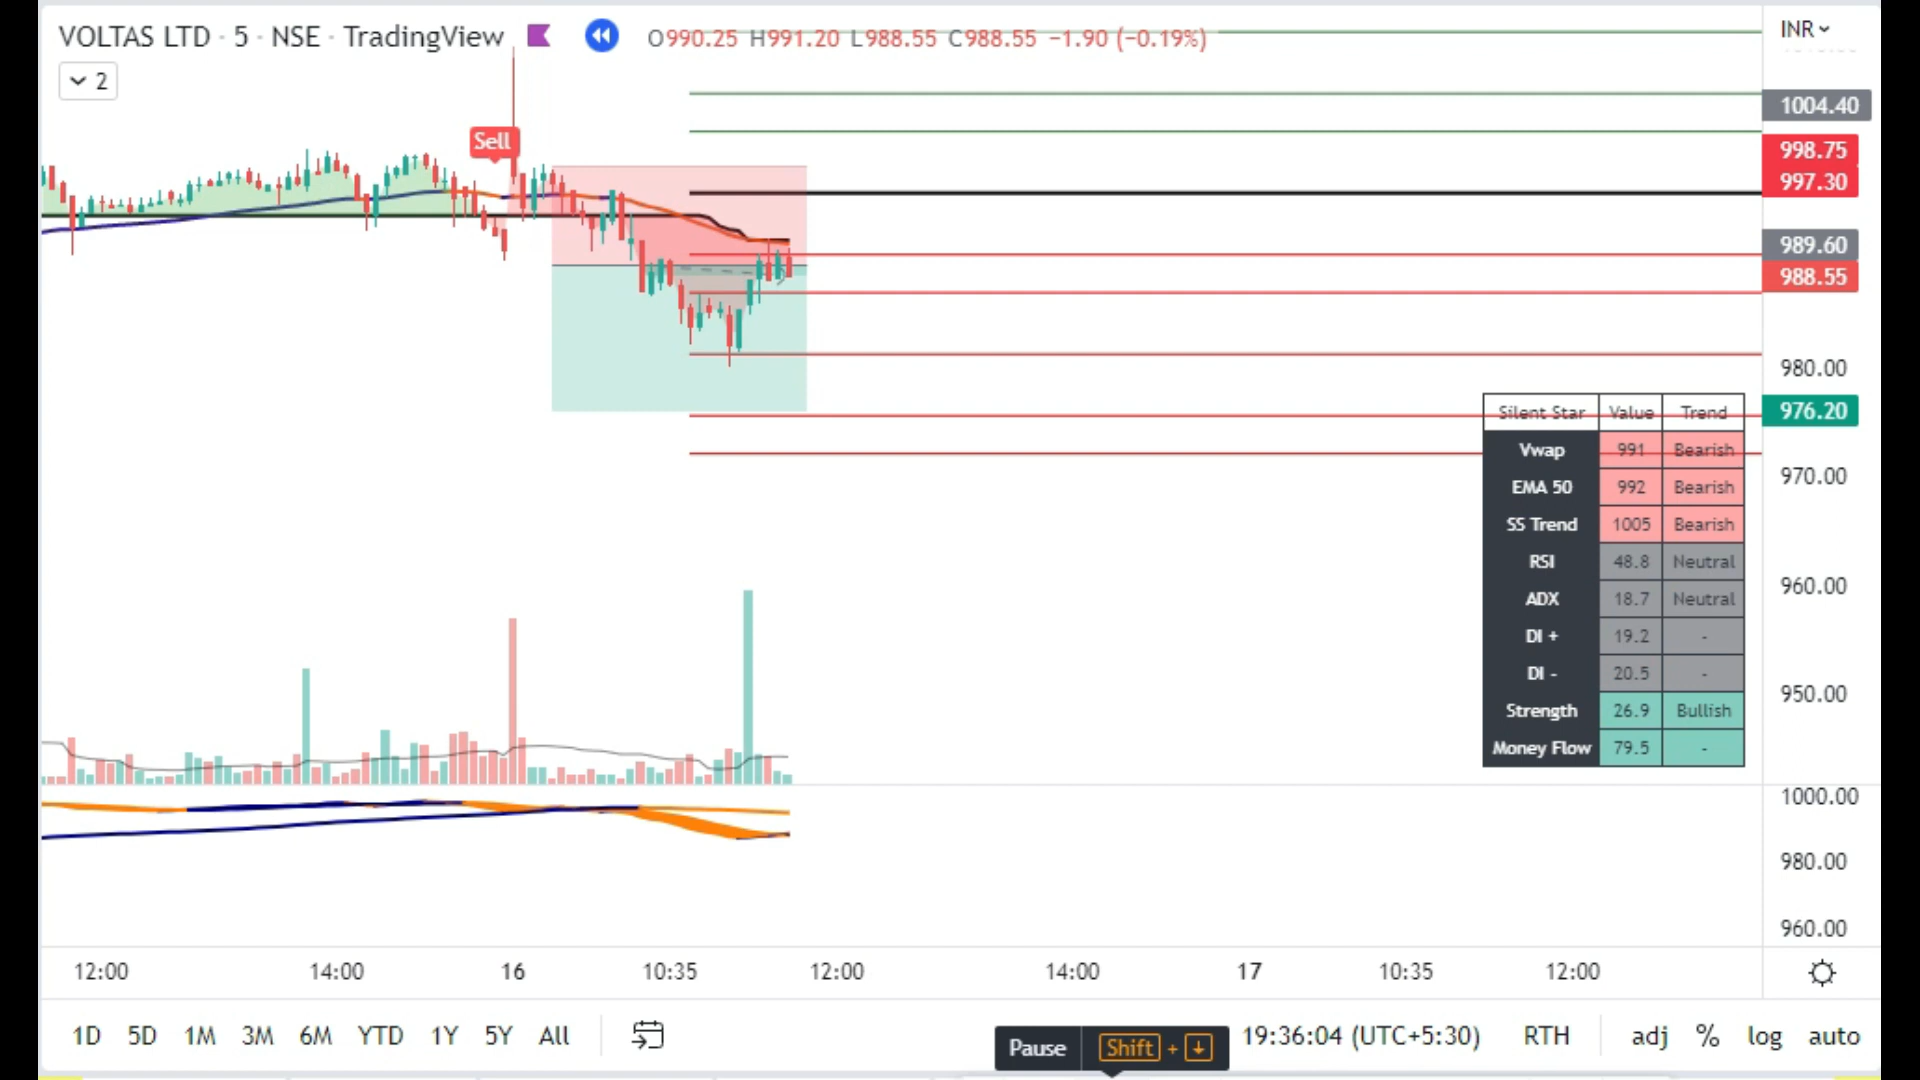 VOLTAS LTD · 5 · NSE · TradingView
O990.25 H991.20 L988.55 C988.55 −1.90 (−0.19%)
INR
2
Sell
1004.40
998.75
997.30
989.60
988.55
980.00
976.20
970.00
960.00
950.00
1000.00
980.00
960.00
Silent Star Value Trend
Vwap 991 Bearish
EMA 50 992 Bearish
SS Trend 1005 Bearish
RSI 48.8 Neutral
ADX 18.7 Neutral
DI + 19.2 -
DI - 20.5 -
Strength 26.9 Bullish
Money Flow 79.5 -
12:00 14:00 16 10:35 12:00 14:00 17 10:35 12:00
1D 5D 1M 3M 6M YTD 1Y 5Y All
Pause Shift + ↓
19:36:04 (UTC+5:30) RTH adj % log auto